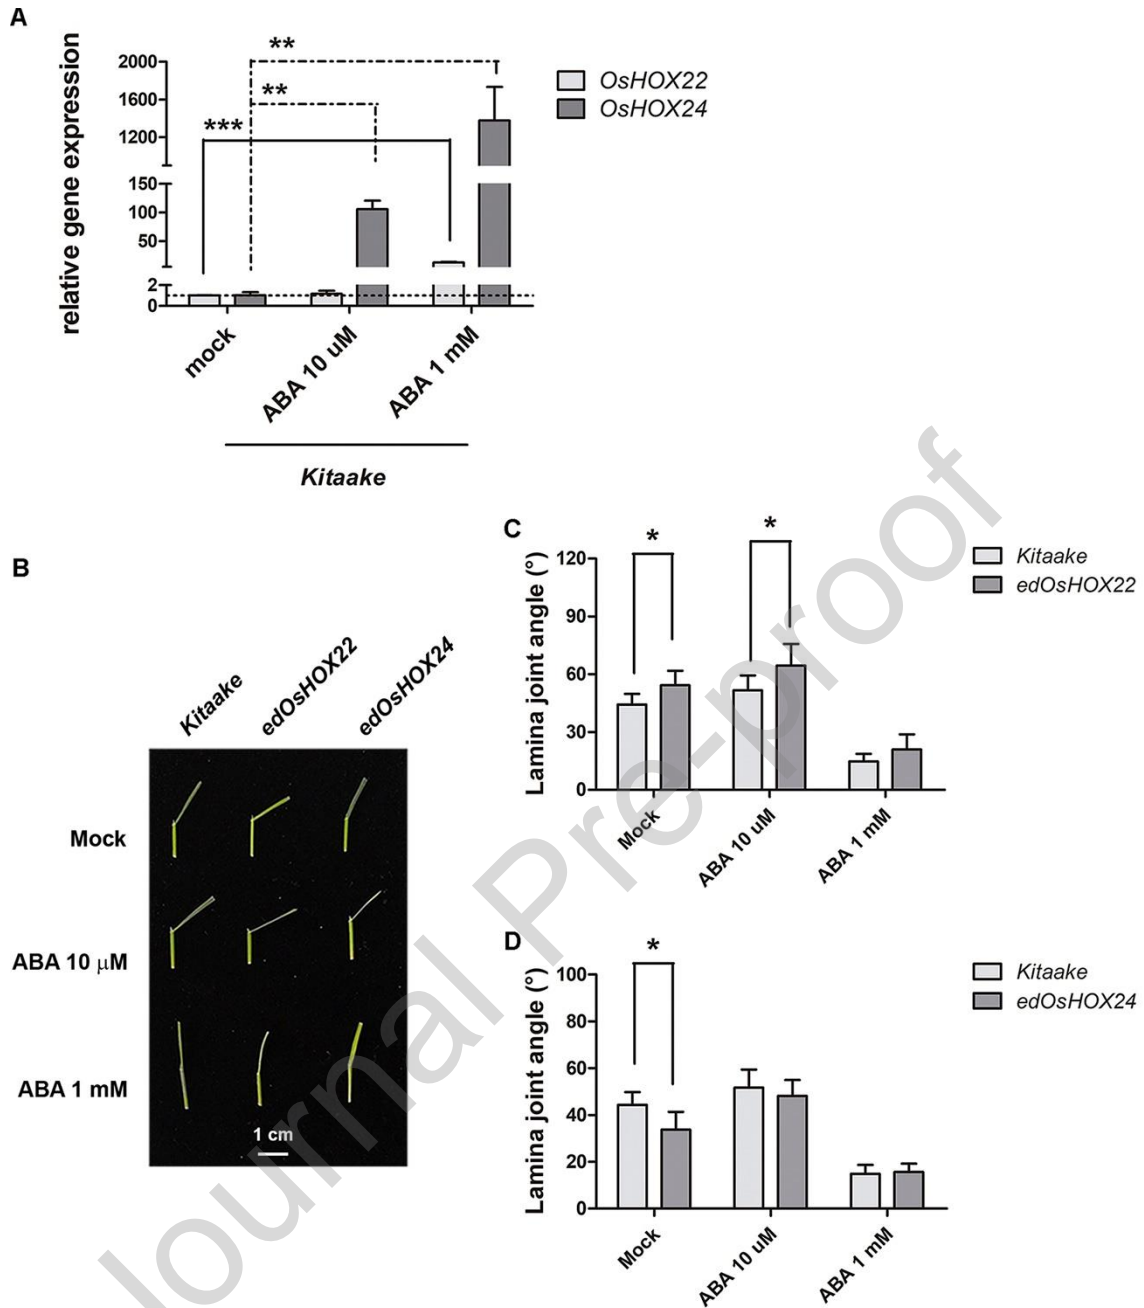 A
relative gene expression
2000
1600
1200
150
100
50
2
0
**
**
***
OsHOX22
OsHOX24
mock
ABA 10 uM
ABA 1 mM
Kitaake
B
Kitaake
edOsHOX22
edOsHOX24
Mock
ABA 10 μM
ABA 1 mM
1 cm
C
Lamina joint angle (°)
120
90
60
30
0
*
*
Kitaake
edOsHOX22
Mock
ABA 10 uM
ABA 1 mM
D
Lamina joint angle (°)
100
80
60
40
20
0
*
Kitaake
edOsHOX24
Mock
ABA 10 uM
ABA 1 mM
Journal Pre-proof